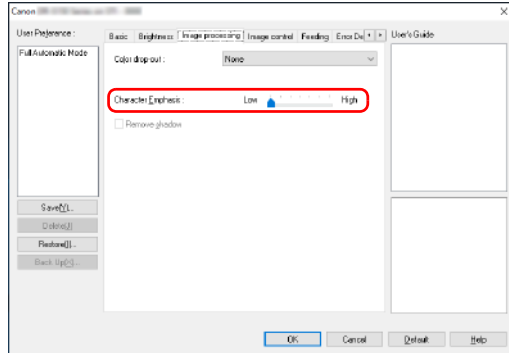 Canon
User Preference :
Full Automatic Mode
Save(Y)...
Delete(J)
Restore(I)...
Back Up(K)...
Basic Brightness Image processing Image control Feeding Error De
Color drop-out : None
Character Emphasis : Low High
Remove shadow
User's Guide
OK Cancel Default Help